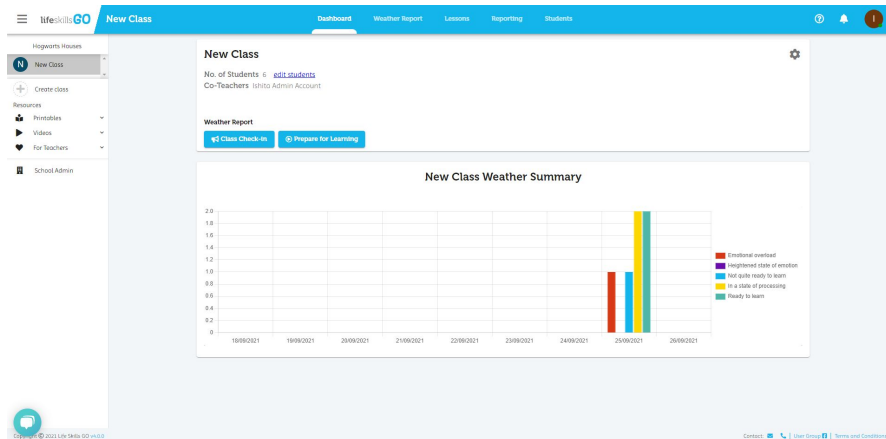 lifeskills GO
New Class
Dashboard
Weather Report
Lessons
Reporting
Students
I
Hogwarts Houses
N New Class
Create class
Resources
Printables
Videos
For Teachers
School Admin
New Class
No. of Students 6 edit students
Co-Teachers Ishita Admin Account
Weather Report
Class Check-in
Prepare for Learning
New Class Weather Summary
2.0
1.8
1.6
1.4
1.2
1.0
0.8
0.6
0.4
0.2
0
18/09/2021 19/09/2021 20/09/2021 21/09/2021 22/09/2021 23/09/2021 24/09/2021 25/09/2021 26/09/2021
Emotional overload
Heightened state of emotion
Not quite ready to learn
In a state of processing
Ready to learn
Copyright © 2021 Life Skills GO v4.0.0
Contact: | User Group | Terms and Conditions